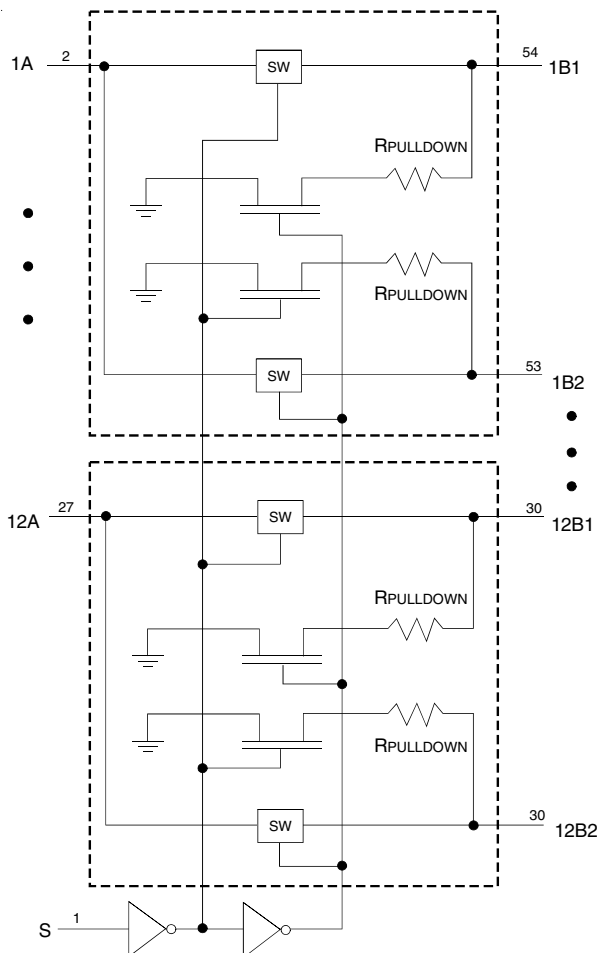 1A 2 SW 54 1B1
RPULLDOWN
RPULLDOWN
SW 53 1B2
12A 27 SW 30 12B1
RPULLDOWN
RPULLDOWN
SW 30 12B2
S 1